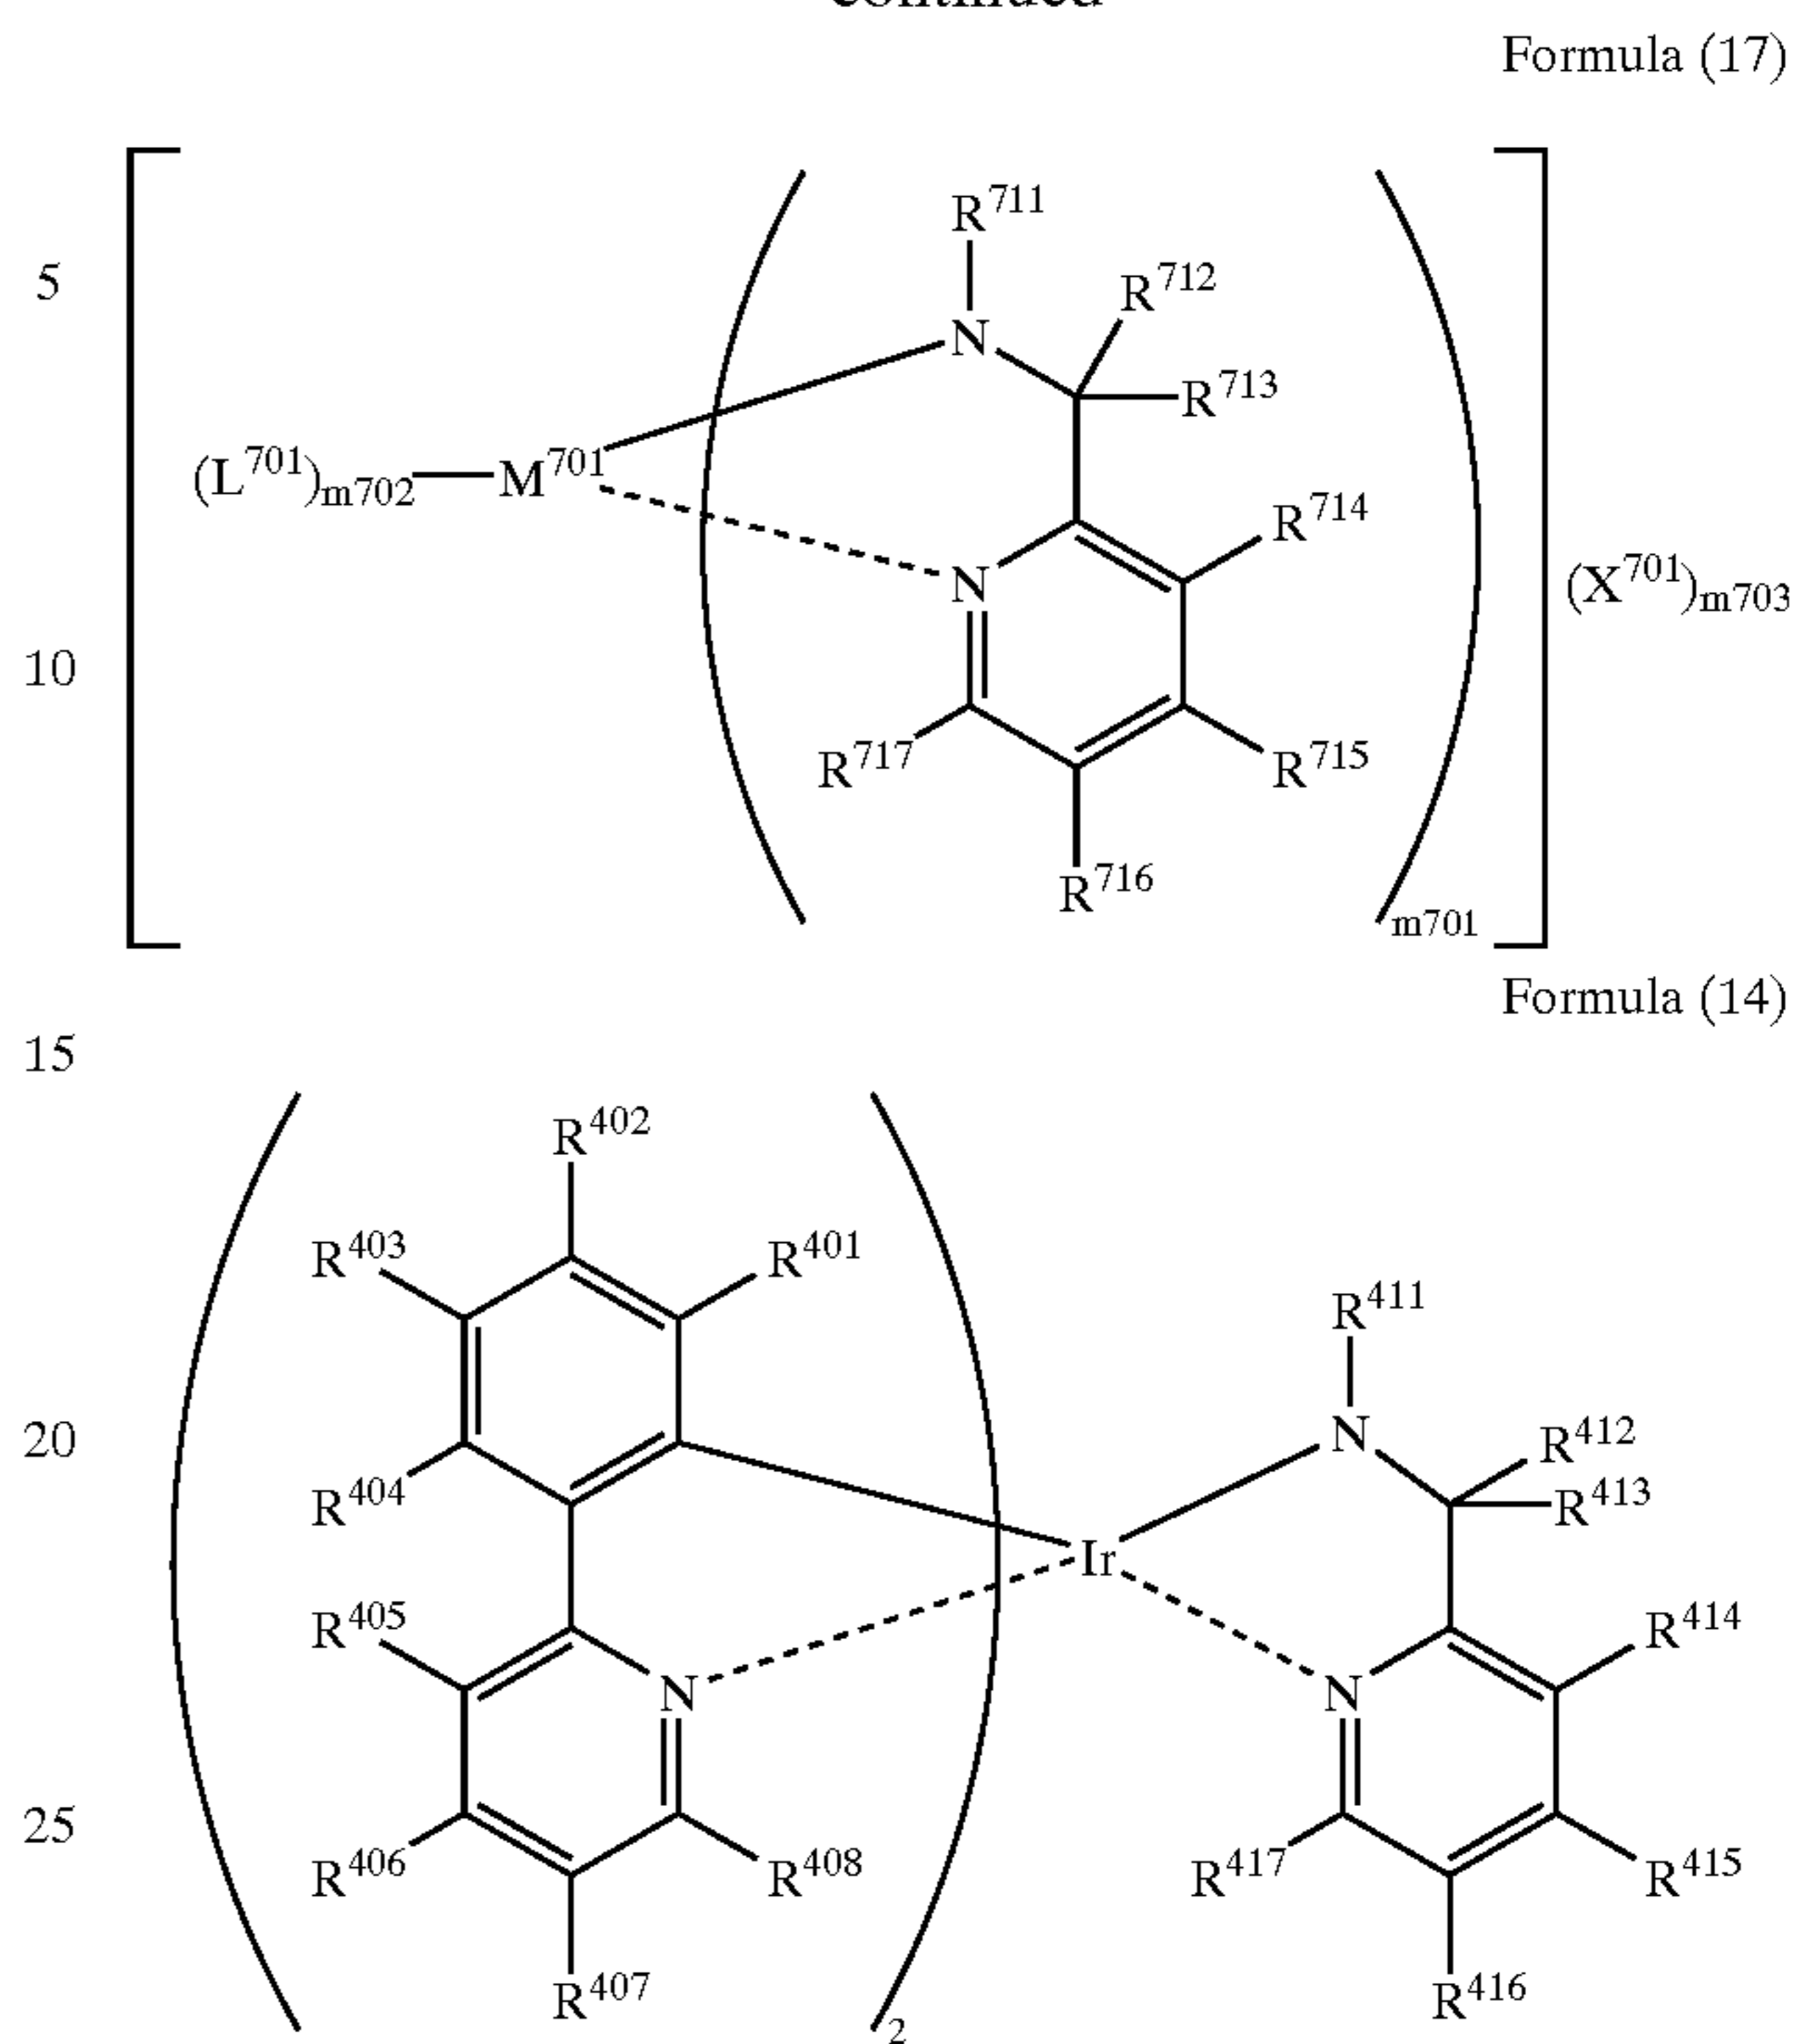 continued
Formula (17)
R711
5
R712
N
R713
(L701)m702
M701
R714
N
(X701)m703
10
R717
R715
R716
m701
Formula (14)
15
R402
R403
R401
R411
20
N
R412
R404
R413
Ir
R405
R414
N
N
25
R406
R408
R417
R415
R407
R416
2